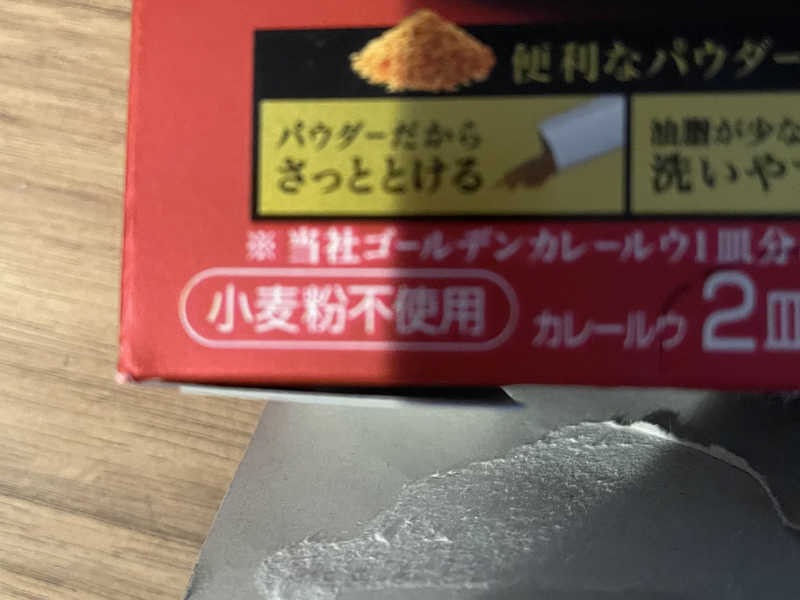 便利なパウダー
パウダーだから
さっととける
油脂が少な
洗いやす
※当社ゴールデンカレールウ1皿分
小麦粉不使用
カレールウ 2皿